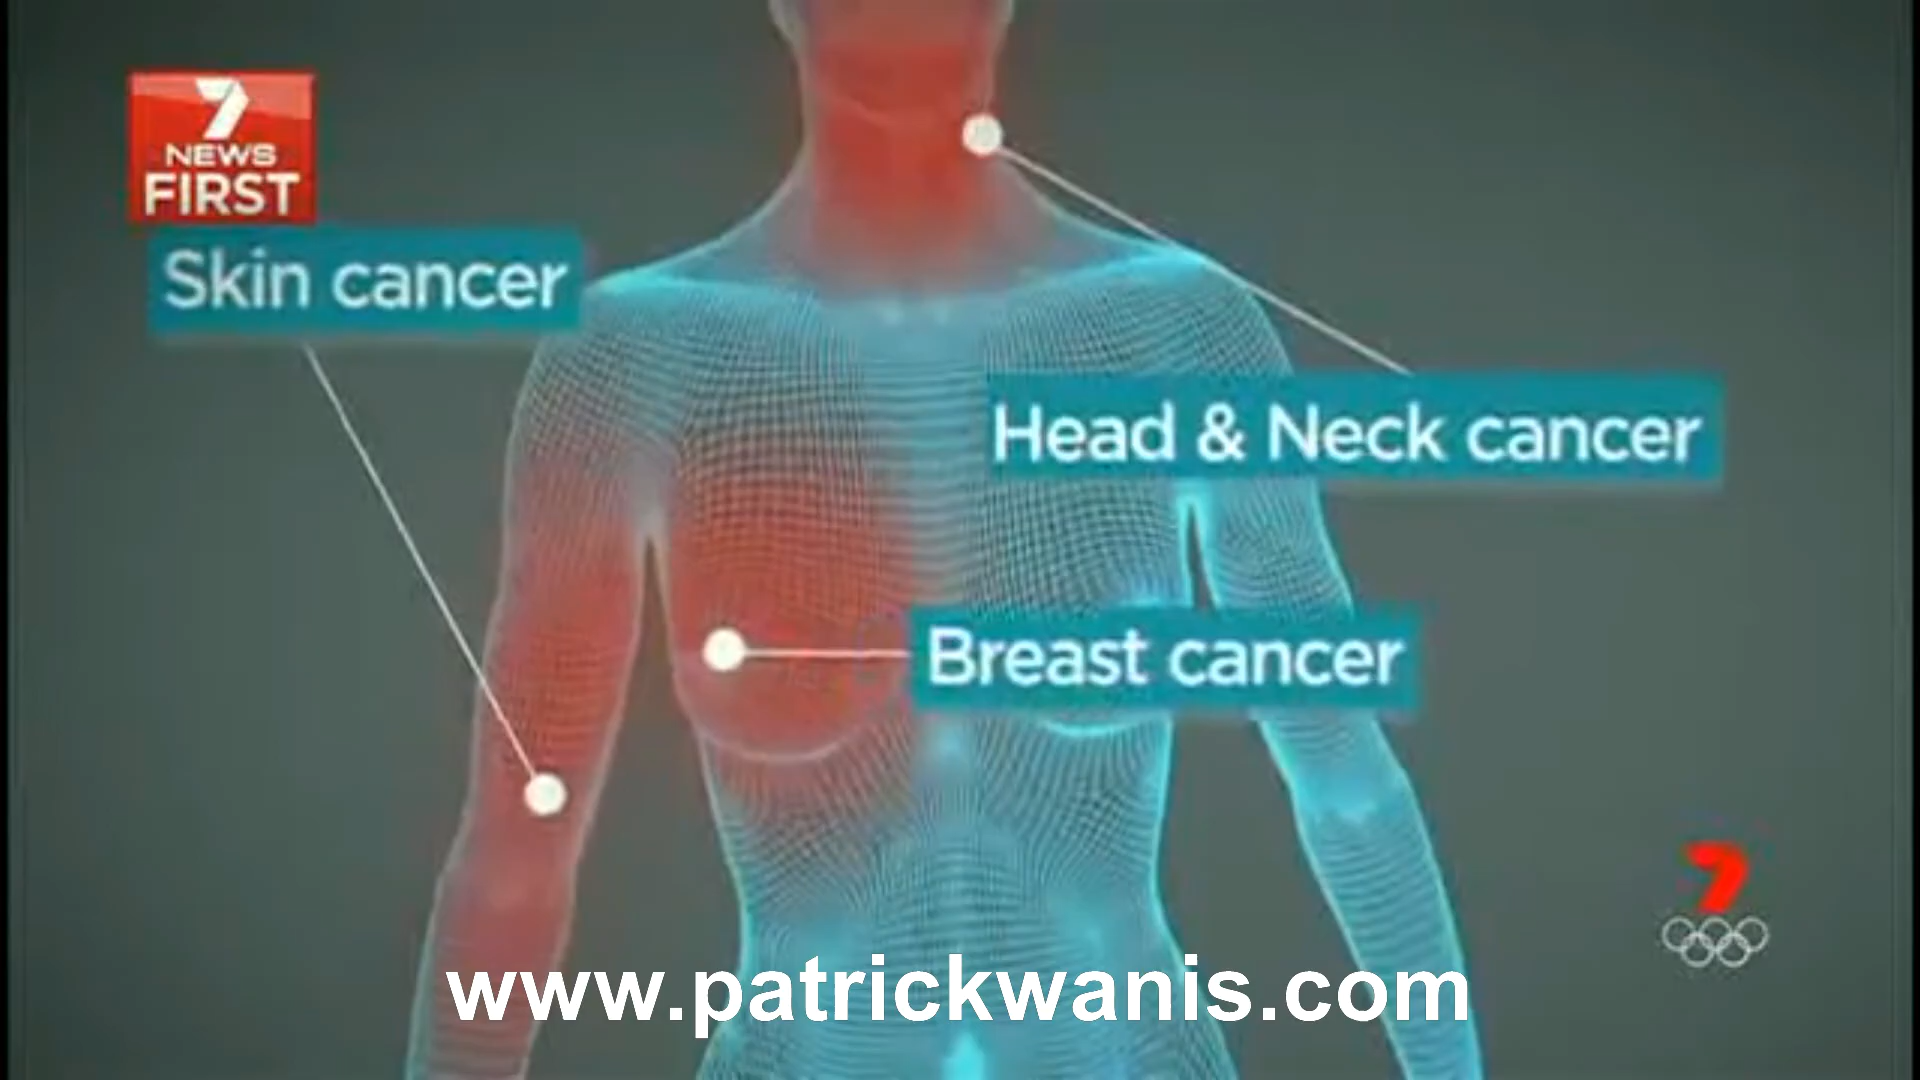 7
NEWS
FIRST
Skin cancer
Head & Neck cancer
Breast cancer
7
www.patrickwanis.com